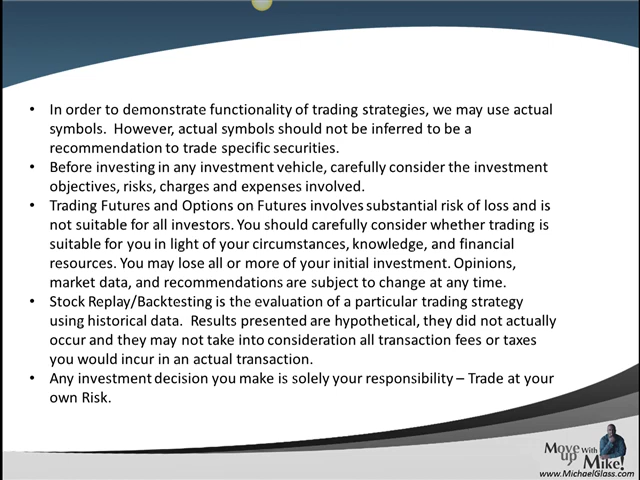 • In order to demonstrate functionality of trading strategies, we may use actual
symbols.  However, actual symbols should not be inferred to be a
recommendation to trade specific securities.
• Before investing in any investment vehicle, carefully consider the investment
objectives, risks, charges and expenses involved.
• Trading Futures and Options on Futures involves substantial risk of loss and is
not suitable for all investors. You should carefully consider whether trading is
suitable for you in light of your circumstances, knowledge, and financial
resources. You may lose all or more of your initial investment. Opinions,
market data, and recommendations are subject to change at any time.
• Stock Replay/Backtesting is the evaluation of a particular trading strategy
using historical data.  Results presented are hypothetical, they did not actually
occur and they may not take into consideration all transaction fees or taxes
you would incur in an actual transaction.
• Any investment decision you make is solely your responsibility – Trade at your
own Risk.
Move up With Mike!
www.MichaelGlass.com